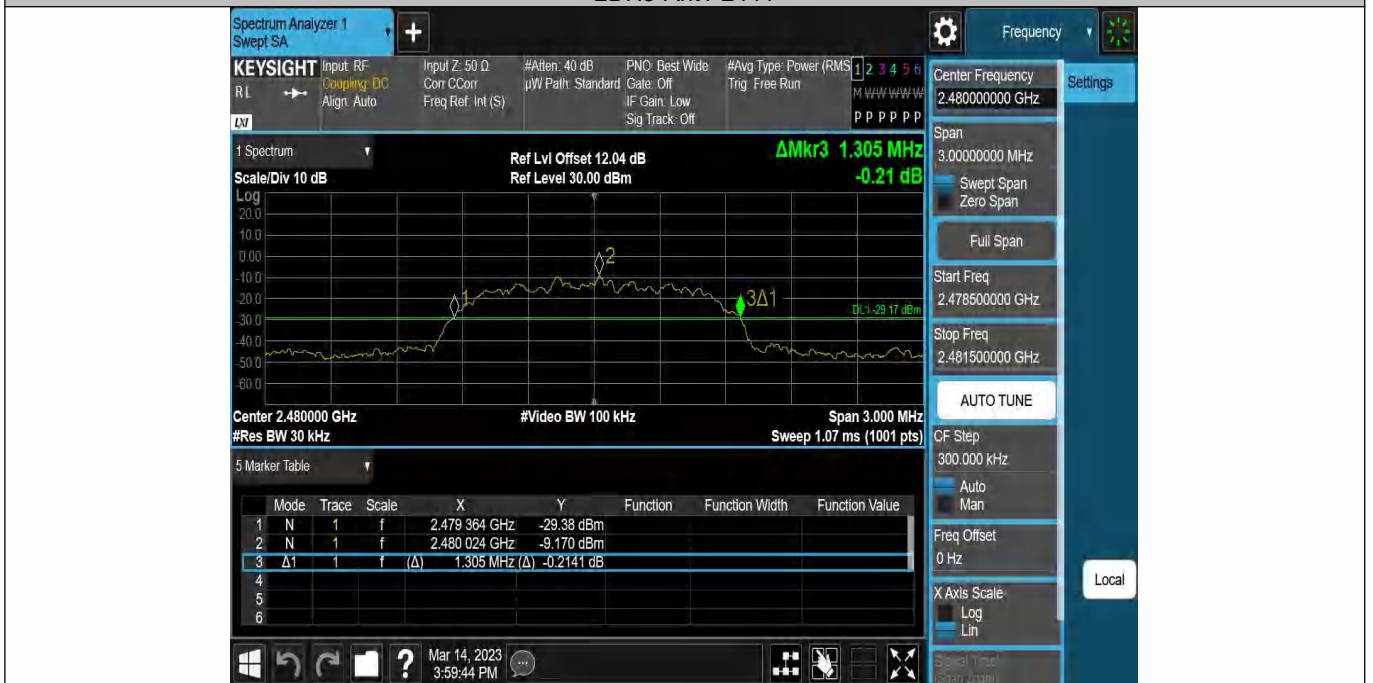 Spectrum Analyzer 1
Swept SA
+
Frequency
KEYSIGHT
RL
LXI
Input: RF
Coupling: DC
Align: Auto
Input Z: 50 Ω
Corr CCorr
Freq Ref: Int (S)
#Atten: 40 dB
µW Path: Standard
PNO: Best Wide
Gate: Off
IF Gain: Low
Sig Track: Off
#Avg Type: Power (RMS
Trig: Free Run
1 2 3 4 5 6
M W W W W W
P P P P P P
1 Spectrum
Scale/Div 10 dB
Log
Ref Lvl Offset 12.04 dB
Ref Level 30.00 dBm
ΔMkr3 1.305 MHz
-0.21 dB
20.0
10.0
0.00
-10.0
-20.0
-30.0
-40.0
-50.0
-60.0
1
2
3Δ1
DL1 -29.17 dBm
Center 2.480000 GHz
#Video BW 100 kHz
Span 3.000 MHz
#Res BW 30 kHz
Sweep 1.07 ms (1001 pts)
5 Marker Table
Mode Trace Scale X Y Function Function Width Function Value
1 N 1 f 2.479 364 GHz -29.38 dBm
2 N 1 f 2.480 024 GHz -9.170 dBm
3 Δ1 1 f (Δ) 1.305 MHz (Δ) -0.2141 dB
4
5
6
?
Mar 14, 2023
3:59:44 PM
Center Frequency
2.480000000 GHz
Span
3.00000000 MHz
Swept Span
Zero Span
Full Span
Start Freq
2.478500000 GHz
Stop Freq
2.481500000 GHz
AUTO TUNE
CF Step
300.000 kHz
Auto
Man
Freq Offset
0 Hz
X Axis Scale
Log
Lin
Signal Track
(Span Zoom)
Settings
Local